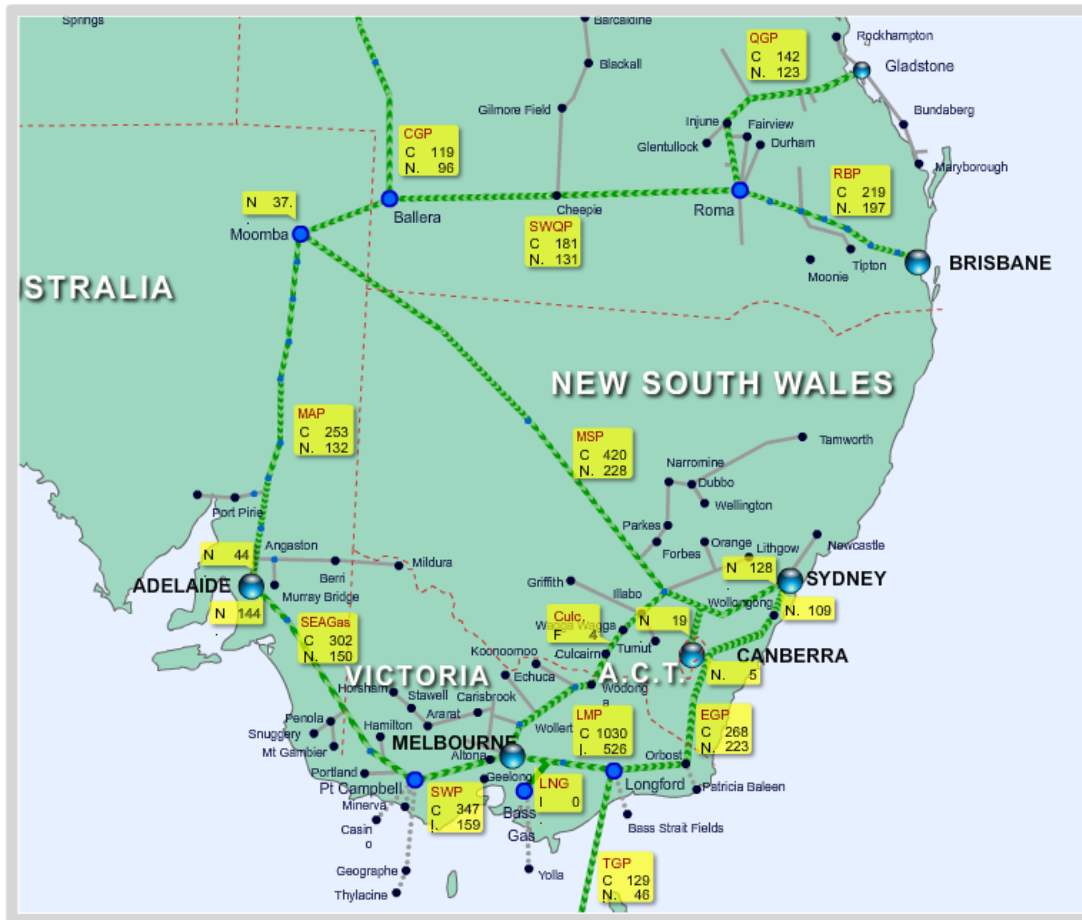 Springs
Barcaldine
QGP
C 142
N. 123
Rockhampton
Gladstone
Blackall
Gilmore Field
Bundaberg
Injune
Fairview
Glentullock
Durham
CGP
C 119
N. 96
Maryborough
RBP
C 219
N. 197
N 37.
Ballera
Cheepie
Roma
Moomba
SWQP
C 181
N. 131
Tipton
Moonie
BRISBANE
USTRALIA
NEW SOUTH WALES
MAP
C 253
N. 132
MSP
C 420
N. 228
Tamworth
Narromine
Dubbo
Wellington
Port Pirie
Parkes
Forbes
Orange
Lithgow
Newcastle
Angaston
N 44
Berri
Mildura
Murray Bridge
ADELAIDE
N 144
N 128
SYDNEY
Griffith
Illabo
Wollongong
N. 109
SEAGas
C 302
N. 150
Culc.
F 4
Wagga Wagga
N 19
Tumut
Culcairn
CANBERRA
N. 5
Koonoomoo
Echuca
VICTORIA
A.C.T.
Wodonga
Horsham
Stawell
Carisbrook
Ararat
Wollert
LMP
C 1030
I. 526
EGP
C 268
N. 223
Penola
Snuggery
Mt Gambier
Hamilton
MELBOURNE
Altona
Orbost
Portland
Pt Campbell
Geelong
LNG
I 0
Longford
Patricia Baleen
SWP
C 347
I. 159
Bass
Gas
Minerva
Casino
Bass Strait Fields
Geographe
Thylacine
Yolla
TGP
C 129
N. 46